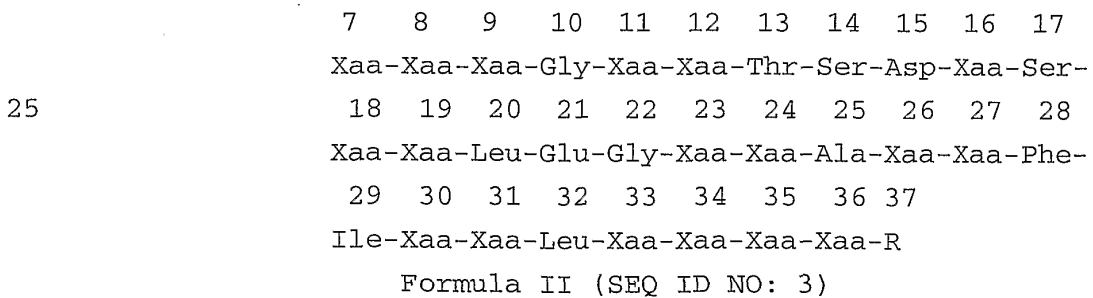 7 8 9 10 11 12 13 14 15 16 17
Xaa-Xaa-Xaa-Gly-Xaa-Xaa-Thr-Ser-Asp-Xaa-Ser-
25 18 19 20 21 22 23 24 25 26 27 28
Xaa-Xaa-Leu-Glu-Gly-Xaa-Xaa-Ala-Xaa-Xaa-Phe-
29 30 31 32 33 34 35 36 37
Ile-Xaa-Xaa-Leu-Xaa-Xaa-Xaa-Xaa-R
Formula II (SEQ ID NO: 3)